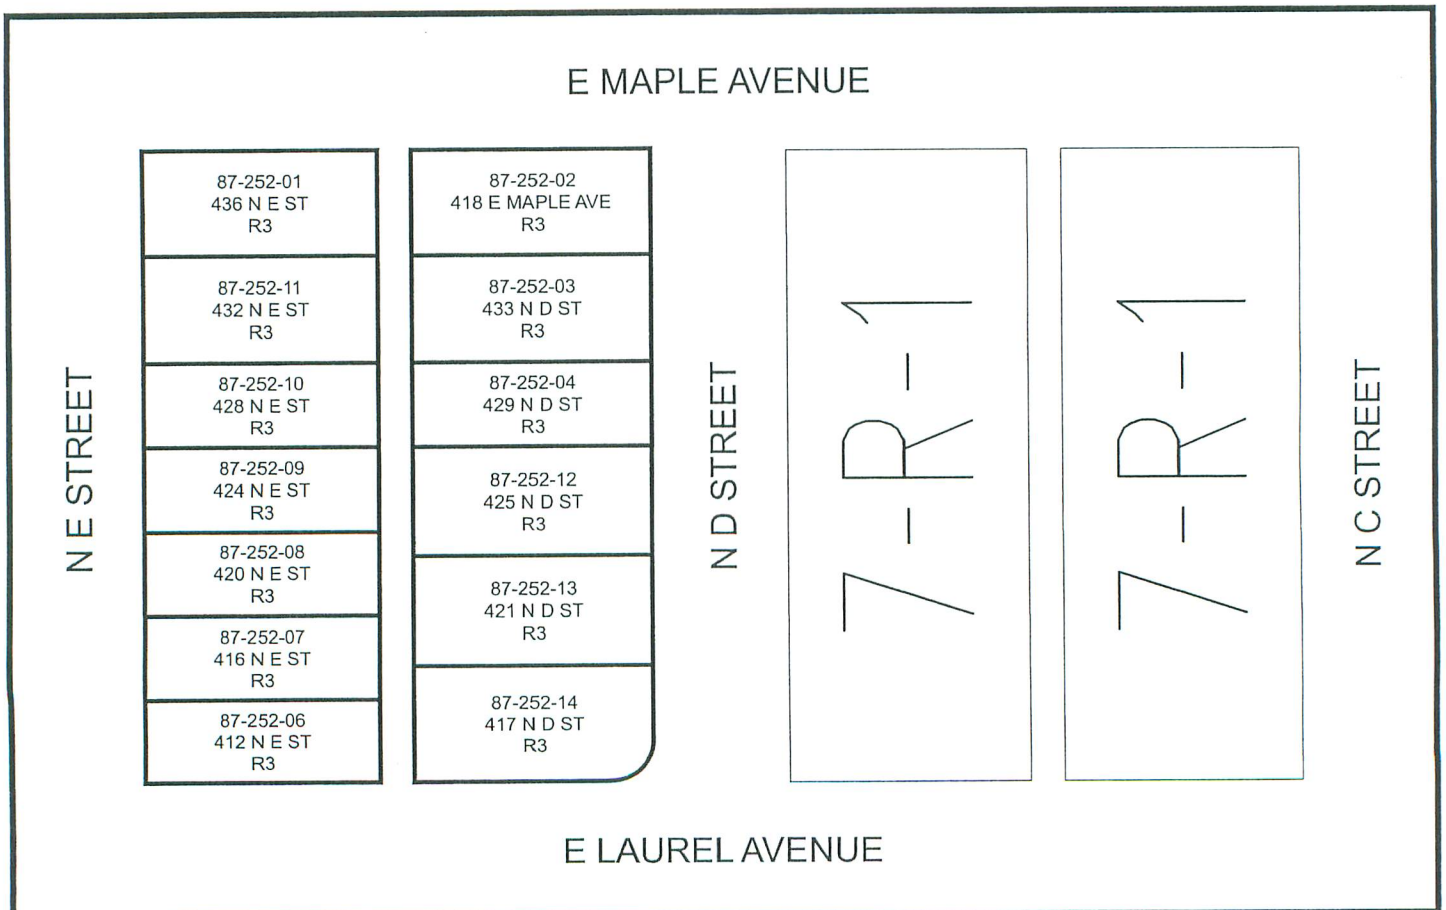 E MAPLE AVENUE
87-252-01
436 N E ST
R3
87-252-11
432 N E ST
R3
87-252-10
428 N E ST
R3
87-252-09
424 N E ST
R3
87-252-08
420 N E ST
R3
87-252-07
416 N E ST
R3
87-252-06
412 N E ST
R3
87-252-02
418 E MAPLE AVE
R3
87-252-03
433 N D ST
R3
87-252-04
429 N D ST
R3
87-252-12
425 N D ST
R3
87-252-13
421 N D ST
R3
87-252-14
417 N D ST
R3
N E STREET
N D STREET
7-R-1
7-R-1
N C STREET
E LAUREL AVENUE